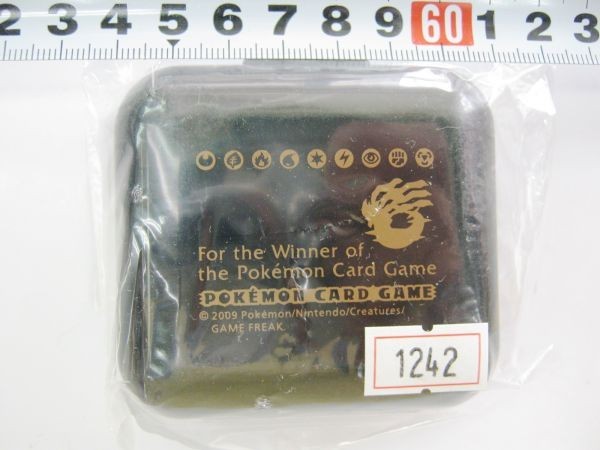 2 3 4 5 6 7 8 9 60 1 2 3
For the Winner of
the Pokémon Card Game
POKÉMON CARD GAME
© 2009 Pokémon/Nintendo/Creatures/
GAME FREAK.
1242